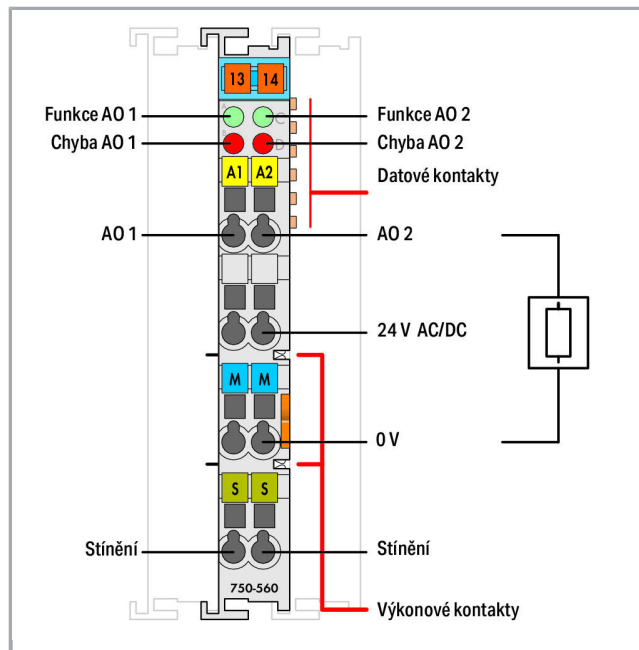 13 14
Funkce AO 1
A
C
Funkce AO 2
Chyba AO 1
B
D
Chyba AO 2
A1 A2
Datové kontakty
AO 1
AO 2
24 V AC/DC
M M
0 V
S S
Stínění
Stínění
750-560
Výkonové kontakty